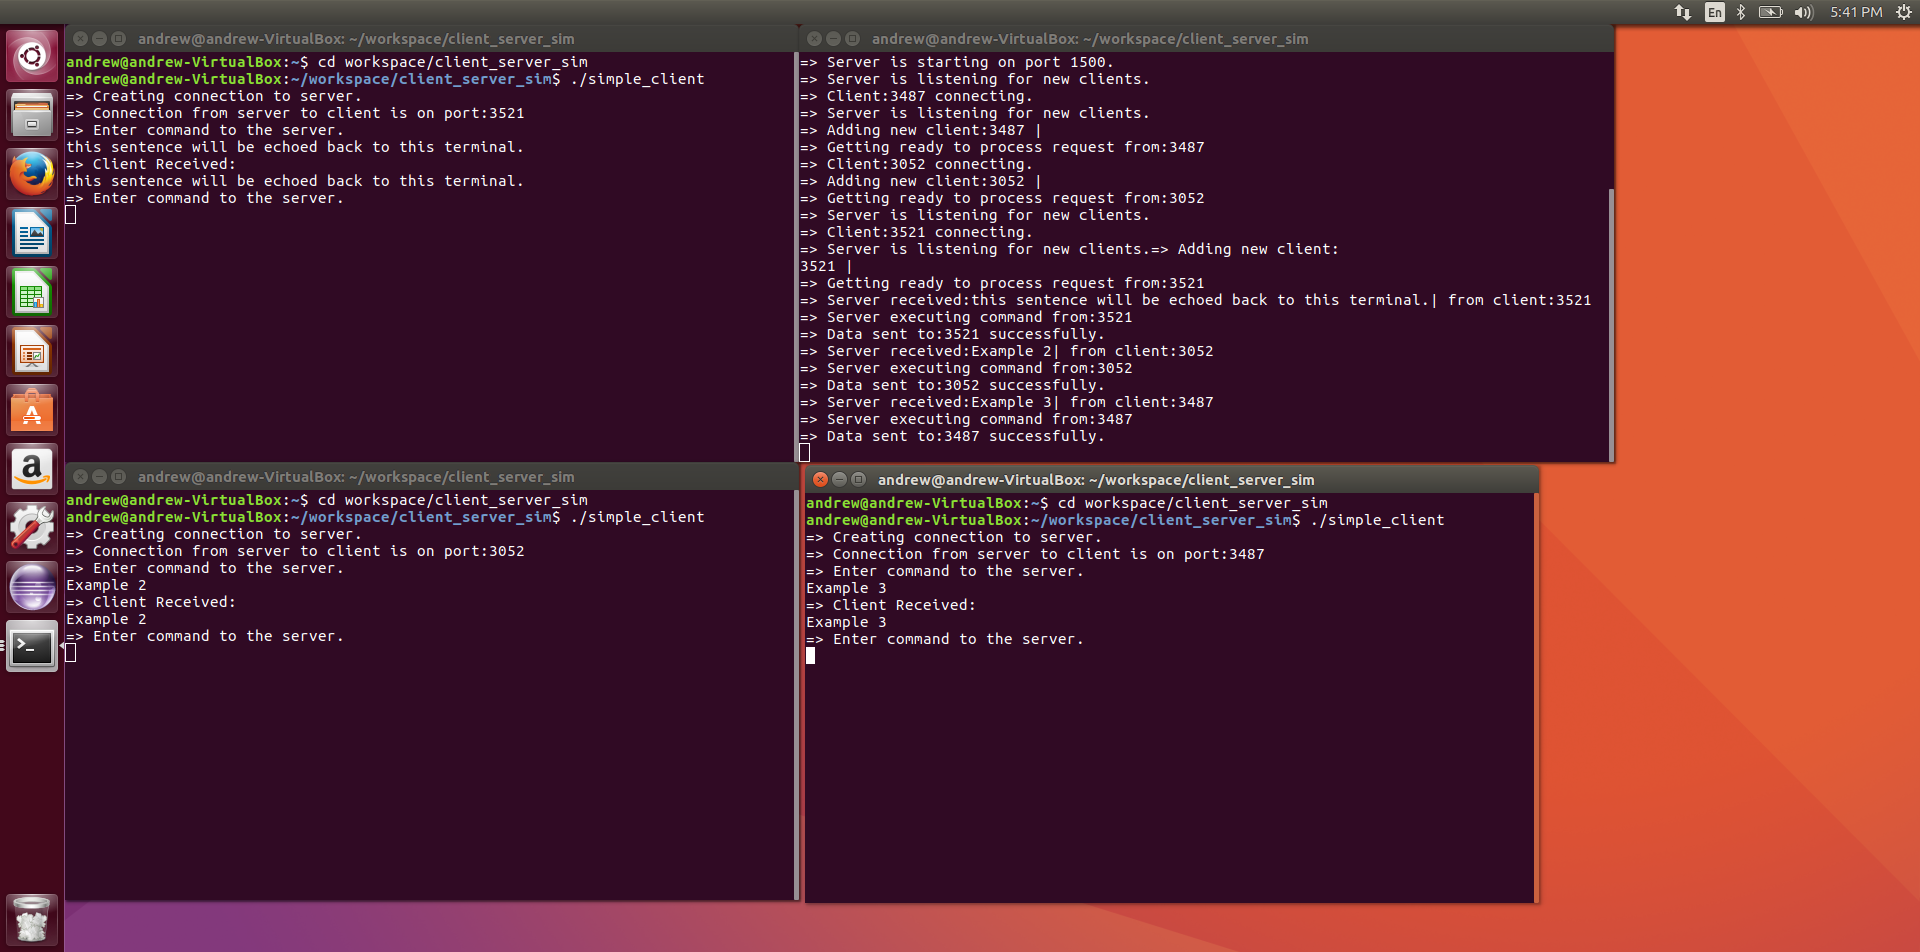 En
5:41 PM
andrew@andrew-VirtualBox: ~/workspace/client_server_sim
andrew@andrew-VirtualBox:~$ cd workspace/client_server_sim
andrew@andrew-VirtualBox:~/workspace/client_server_sim$ ./simple_client
=> Creating connection to server.
=> Connection from server to client is on port:3521
=> Enter command to the server.
this sentence will be echoed back to this terminal.
=> Client Received:
this sentence will be echoed back to this terminal.
=> Enter command to the server.
andrew@andrew-VirtualBox: ~/workspace/client_server_sim
=> Server is starting on port 1500.
=> Server is listening for new clients.
=> Client:3487 connecting.
=> Server is listening for new clients.
=> Adding new client:3487 |
=> Getting ready to process request from:3487
=> Client:3052 connecting.
=> Adding new client:3052 |
=> Getting ready to process request from:3052
=> Server is listening for new clients.
=> Client:3521 connecting.
=> Server is listening for new clients.=> Adding new client:
3521 |
=> Getting ready to process request from:3521
=> Server received:this sentence will be echoed back to this terminal.| from client:3521
=> Server executing command from:3521
=> Data sent to:3521 successfully.
=> Server received:Example 2| from client:3052
=> Server executing command from:3052
=> Data sent to:3052 successfully.
=> Server received:Example 3| from client:3487
=> Server executing command from:3487
=> Data sent to:3487 successfully.
andrew@andrew-VirtualBox: ~/workspace/client_server_sim
andrew@andrew-VirtualBox:~$ cd workspace/client_server_sim
andrew@andrew-VirtualBox:~/workspace/client_server_sim$ ./simple_client
=> Creating connection to server.
=> Connection from server to client is on port:3052
=> Enter command to the server.
Example 2
=> Client Received:
Example 2
=> Enter command to the server.
andrew@andrew-VirtualBox: ~/workspace/client_server_sim
andrew@andrew-VirtualBox:~$ cd workspace/client_server_sim
andrew@andrew-VirtualBox:~/workspace/client_server_sim$ ./simple_client
=> Creating connection to server.
=> Connection from server to client is on port:3487
=> Enter command to the server.
Example 3
=> Client Received:
Example 3
=> Enter command to the server.